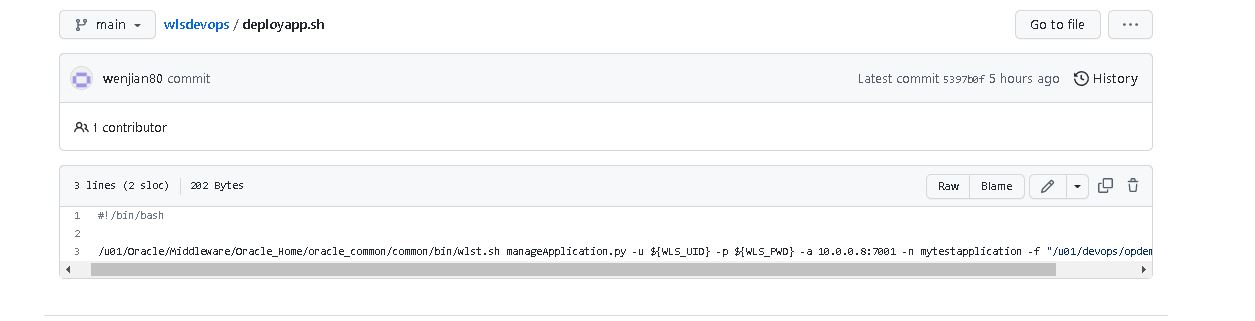 main
wlsdevops / deployapp.sh
Go to file
wenjian80 commit
Latest commit 5397b0f 5 hours ago
History
1 contributor
3 lines (2 sloc) 202 Bytes
Raw
Blame
1 #!/bin/bash
2
3 /u01/Oracle/Middleware/Oracle_Home/oracle_common/common/bin/wlst.sh manageApplication.py -u ${WLS_UID} -p ${WLS_PWD} -a 10.0.0.8:7001 -n mytestapplication -f "/u01/devops/opdem